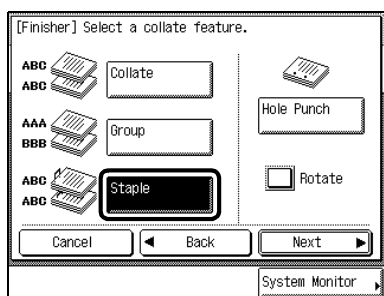 [Finisher] Select a collate feature.
ABC
ABC
Collate
Hole Punch
AAA
BBB
Group
ABC
ABC
Staple
Rotate
Cancel
Back
Next
System Monitor